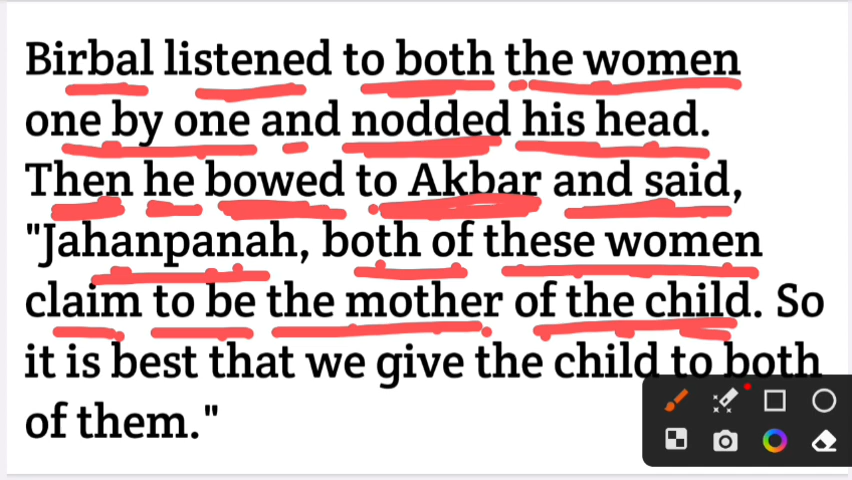 Birbal listened to both the women
one by one and nodded his head.
Then he bowed to Akbar and said,
"Jahanpanah, both of these women
claim to be the mother of the child. So
it is best that we give the child to both
of them."